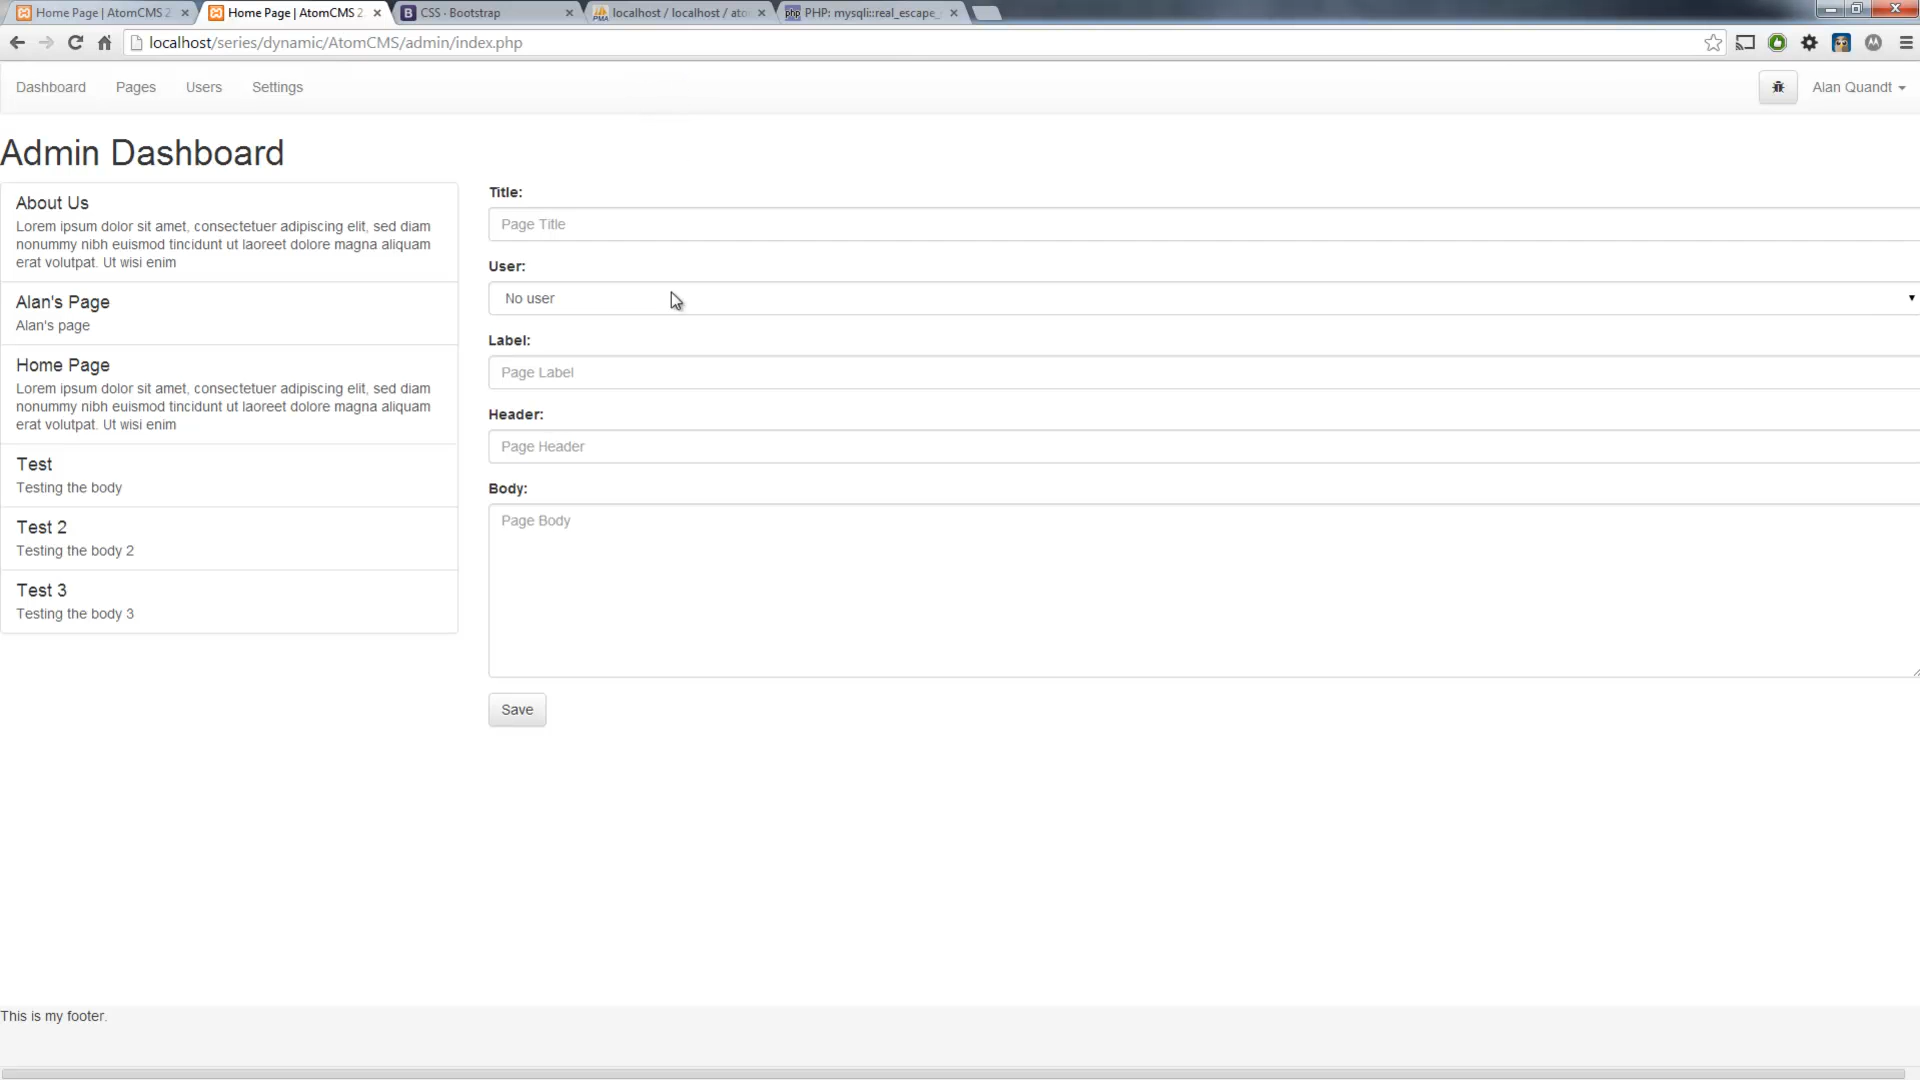 Home Page | AtomCMS 2
Home Page | AtomCMS 2
CSS · Bootstrap
localhost / localhost / ato
PHP: mysqli::real_escape_
localhost/series/dynamic/AtomCMS/admin/index.php
Dashboard
Pages
Users
Settings
Alan Quandt
Admin Dashboard
About Us
Lorem ipsum dolor sit amet, consectetuer adipiscing elit, sed diam
nonummy nibh euismod tincidunt ut laoreet dolore magna aliquam
erat volutpat. Ut wisi enim
Alan's Page
Alan's page
Home Page
Lorem ipsum dolor sit amet, consectetuer adipiscing elit, sed diam
nonummy nibh euismod tincidunt ut laoreet dolore magna aliquam
erat volutpat. Ut wisi enim
Test
Testing the body
Test 2
Testing the body 2
Test 3
Testing the body 3
Title:
Page Title
User:
No user
Label:
Page Label
Header:
Page Header
Body:
Page Body
Save
This is my footer.